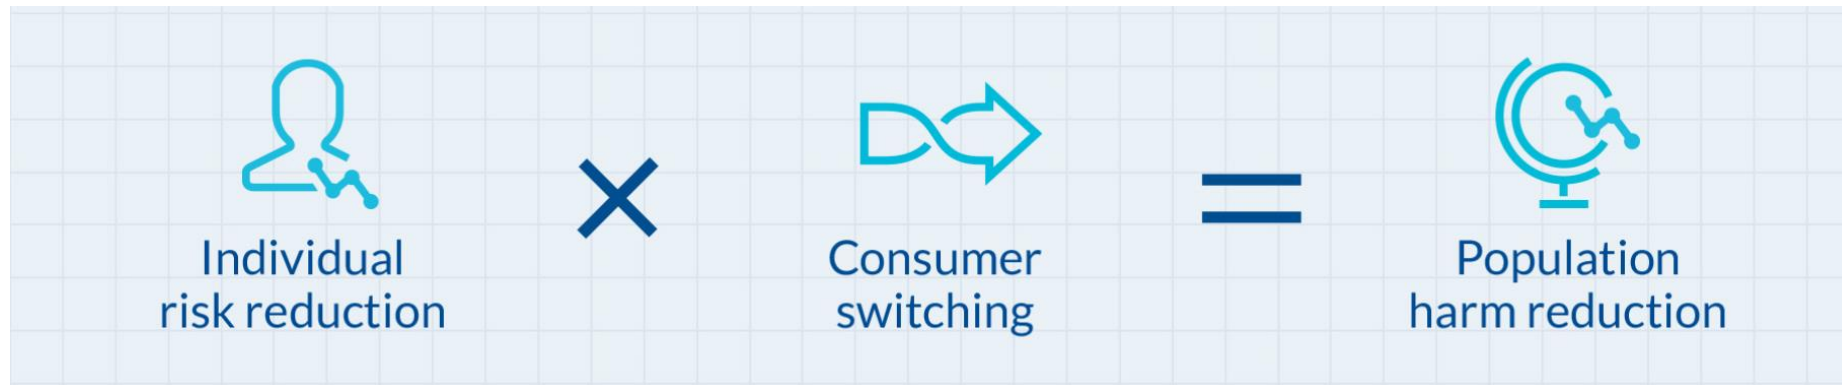 Individual
risk reduction
×
Consumer
switching
=
Population
harm reduction